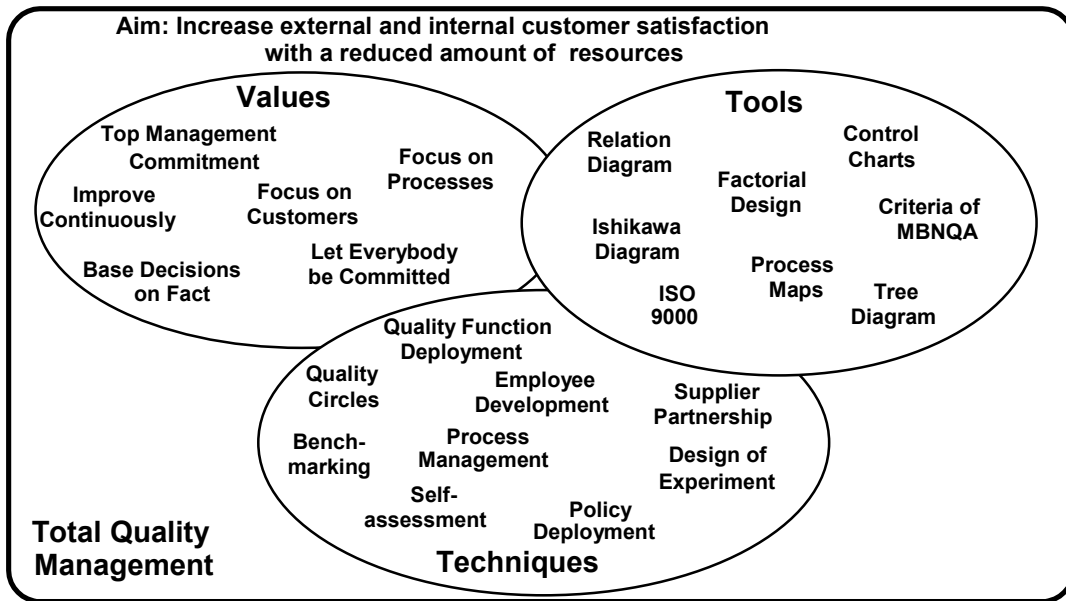 Aim: Increase external and internal customer satisfaction
with a reduced amount of resources
Values
Top Management
Commitment
Focus on
Processes
Improve
Continuously
Focus on
Customers
Let Everybody
be Committed
Base Decisions
on Fact
Tools
Relation
Diagram
Control
Charts
Factorial
Design
Criteria of
MBNQA
Ishikawa
Diagram
Process
Maps
ISO
9000
Tree
Diagram
Quality Function
Deployment
Quality
Circles
Employee
Development
Supplier
Partnership
Bench-
marking
Process
Management
Design of
Experiment
Self-
assessment
Policy
Deployment
Techniques
Total Quality
Management